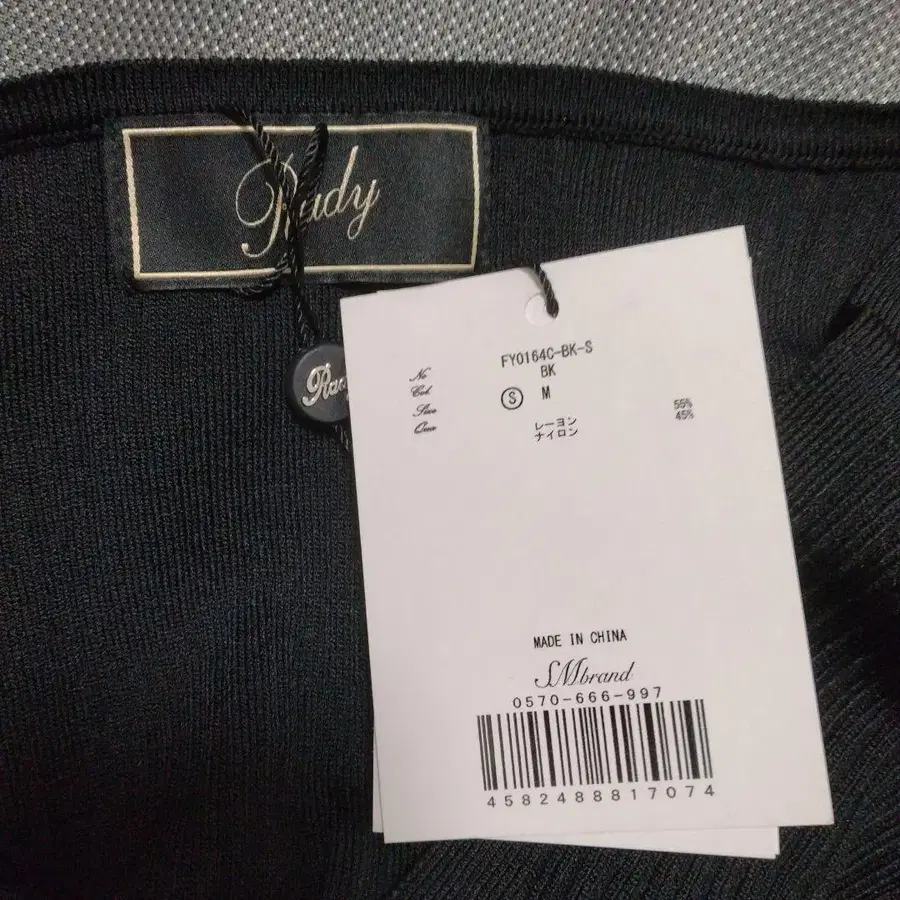 Rady
Rady
No FY0164C-BK-S
Col. BK
Size Ⓢ M
Qua レーヨン 55%
ナイロン 45%
MADE IN CHINA
SMbrand
0570-666-997
4582488817074